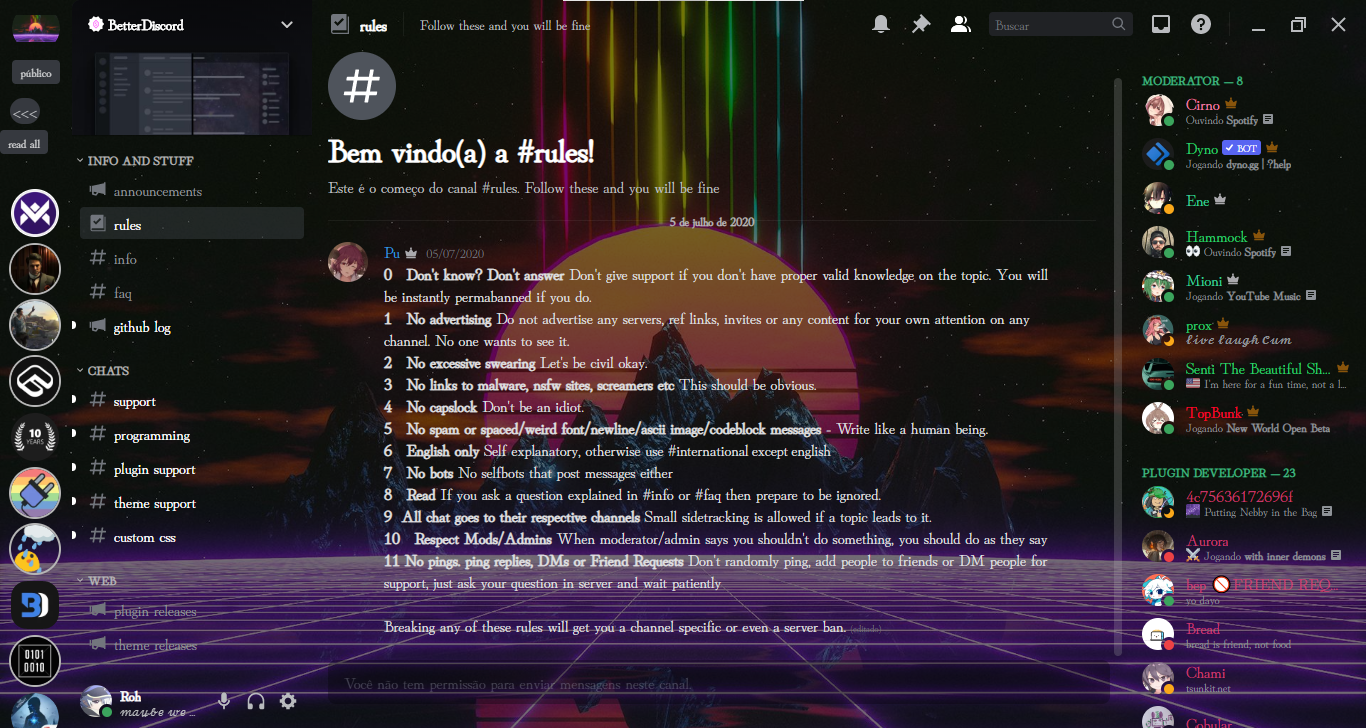 BetterDiscord
rules
Follow these and you will be fine
Buscar
público
<<<
read all
10
YEARS
0101
0010
INFO AND STUFF
announcements
rules
info
faq
github log
CHATS
support
programming
plugin support
theme support
custom css
WEB
plugin releases
theme releases
Roh
maybe we ...
Bem vindo(a) a #rules!
Este é o começo do canal #rules. Follow these and you will be fine
5 de julho de 2020
Pu 05/07/2020
0 Don't know? Don't answer Don't give support if you don't have proper valid knowledge on the topic. You will
be instantly permabanned if you do.
1 No advertising Do not advertise any servers, ref links, invites or any content for your own attention on any
channel. No one wants to see it.
2 No excessive swearing Let's be civil okay.
3 No links to malware, nsfw sites, screamers etc This should be obvious.
4 No capslock Don't be an idiot.
5 No spam or spaced/weird font/newline/ascii image/codeblock messages - Write like a human being.
6 English only Self explanatory, otherwise use #international except english
7 No bots No selfbots that post messages either
8 Read If you ask a question explained in #info or #faq then prepare to be ignored.
9 All chat goes to their respective channels Small sidetracking is allowed if a topic leads to it.
10 Respect Mods/Admins When moderator/admin says you shouldn't do something, you should do as they say
11 No pings. ping replies, DMs or Friend Requests Don't randomly ping, add people to friends or DM people for
support, just ask your question in server and wait patiently
Breaking any of these rules will get you a channel specific or even a server ban. (editado)
Você não tem permissão para enviar mensagens neste canal.
MODERATOR — 8
Cirno
Ouvindo Spotify
Dyno BOT
Jogando dyno.gg | ?help
Ene
Hammock
Ouvindo Spotify
Mioni
Jogando YouTube Music
prox
live laugh cum
Senti The Beautiful Sh...
I'm here for a fun time, not a l...
TopBunk
Jogando New World Open Beta
PLUGIN DEVELOPER — 23
4c75636172696f
Putting Nebby in the Bag
Aurora
Jogando with inner demons
bep 🚫 FRIEND REQ...
yo dayo
Bread
bread is friend, not food
Chami
tsunkit.net